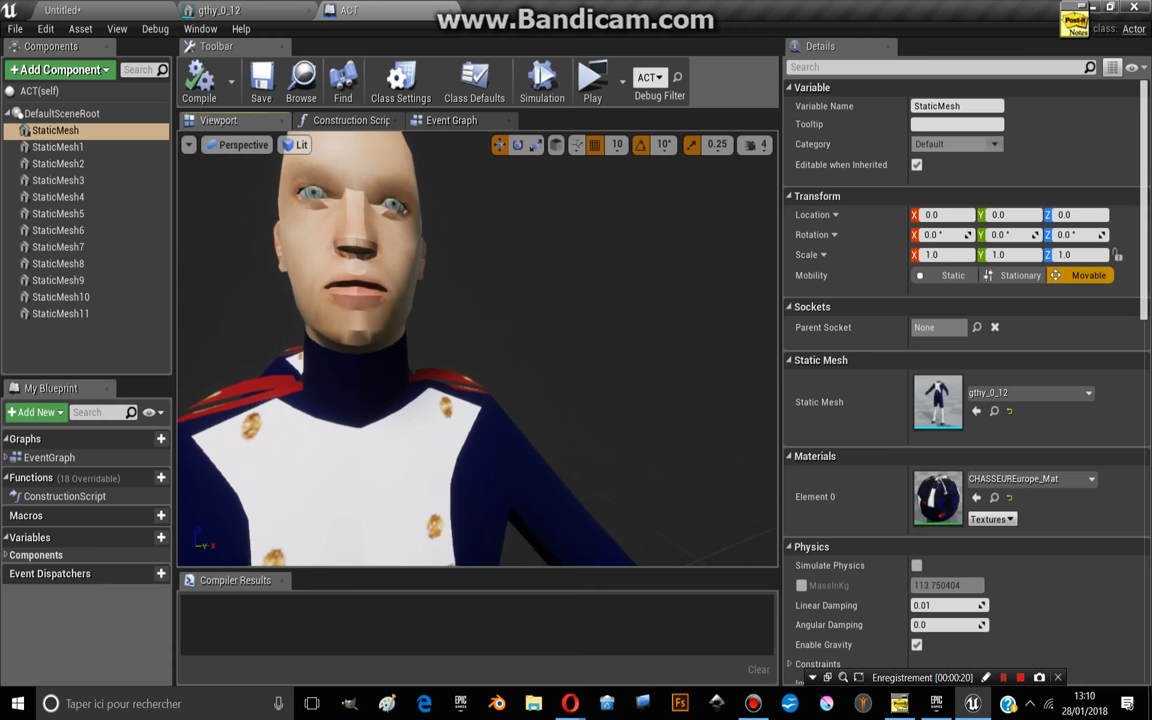 www.Bandicam.com
Untitled*
gthy_0_12
ACT
Post-it
Notes
class: Actor
File Edit Asset View Debug Window Help
Components
Toolbar
Details
+ Add Component
Search
Compile
Save
Browse
Find
Class Settings
Class Defaults
Simulation
Play
ACT
Debug Filter
Search
ACT(self)
DefaultSceneRoot
StaticMesh
StaticMesh1
StaticMesh2
StaticMesh3
StaticMesh4
StaticMesh5
StaticMesh6
StaticMesh7
StaticMesh8
StaticMesh9
StaticMesh10
StaticMesh11
Viewport
Construction Scrip
Event Graph
Perspective
Lit
10
10°
0.25
4
Variable
Variable Name StaticMesh
Tooltip
Category Default
Editable when Inherited
Transform
Location X 0.0 Y 0.0 Z 0.0
Rotation X 0.0 ° Y 0.0 ° Z 0.0 °
Scale X 1.0 Y 1.0 Z 1.0
Mobility Static Stationary Movable
Sockets
Parent Socket None
Static Mesh
Static Mesh gthy_0_12
Materials
Element 0 CHASSEUREurope_Mat
Textures
Physics
Simulate Physics
MassInKg 113.750404
Linear Damping 0.01
Angular Damping 0.0
Enable Gravity
Constraints
My Blueprint
+ Add New
Search
Graphs
EventGraph
Functions (18 Overridable)
ConstructionScript
Macros
Variables
Components
Event Dispatchers
Compiler Results
Clear
Enregistrement [00:00:20]
Taper ici pour rechercher
EPIC
GAMES
Fs
EPIC
GAMES
13:10
28/01/2018